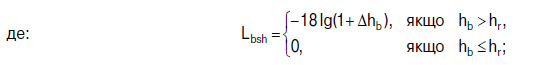 де: L_bsh = { –18 lg(1+ Δh_b), якщо h_b > h_r,
0, якщо h_b ≤ h_r;